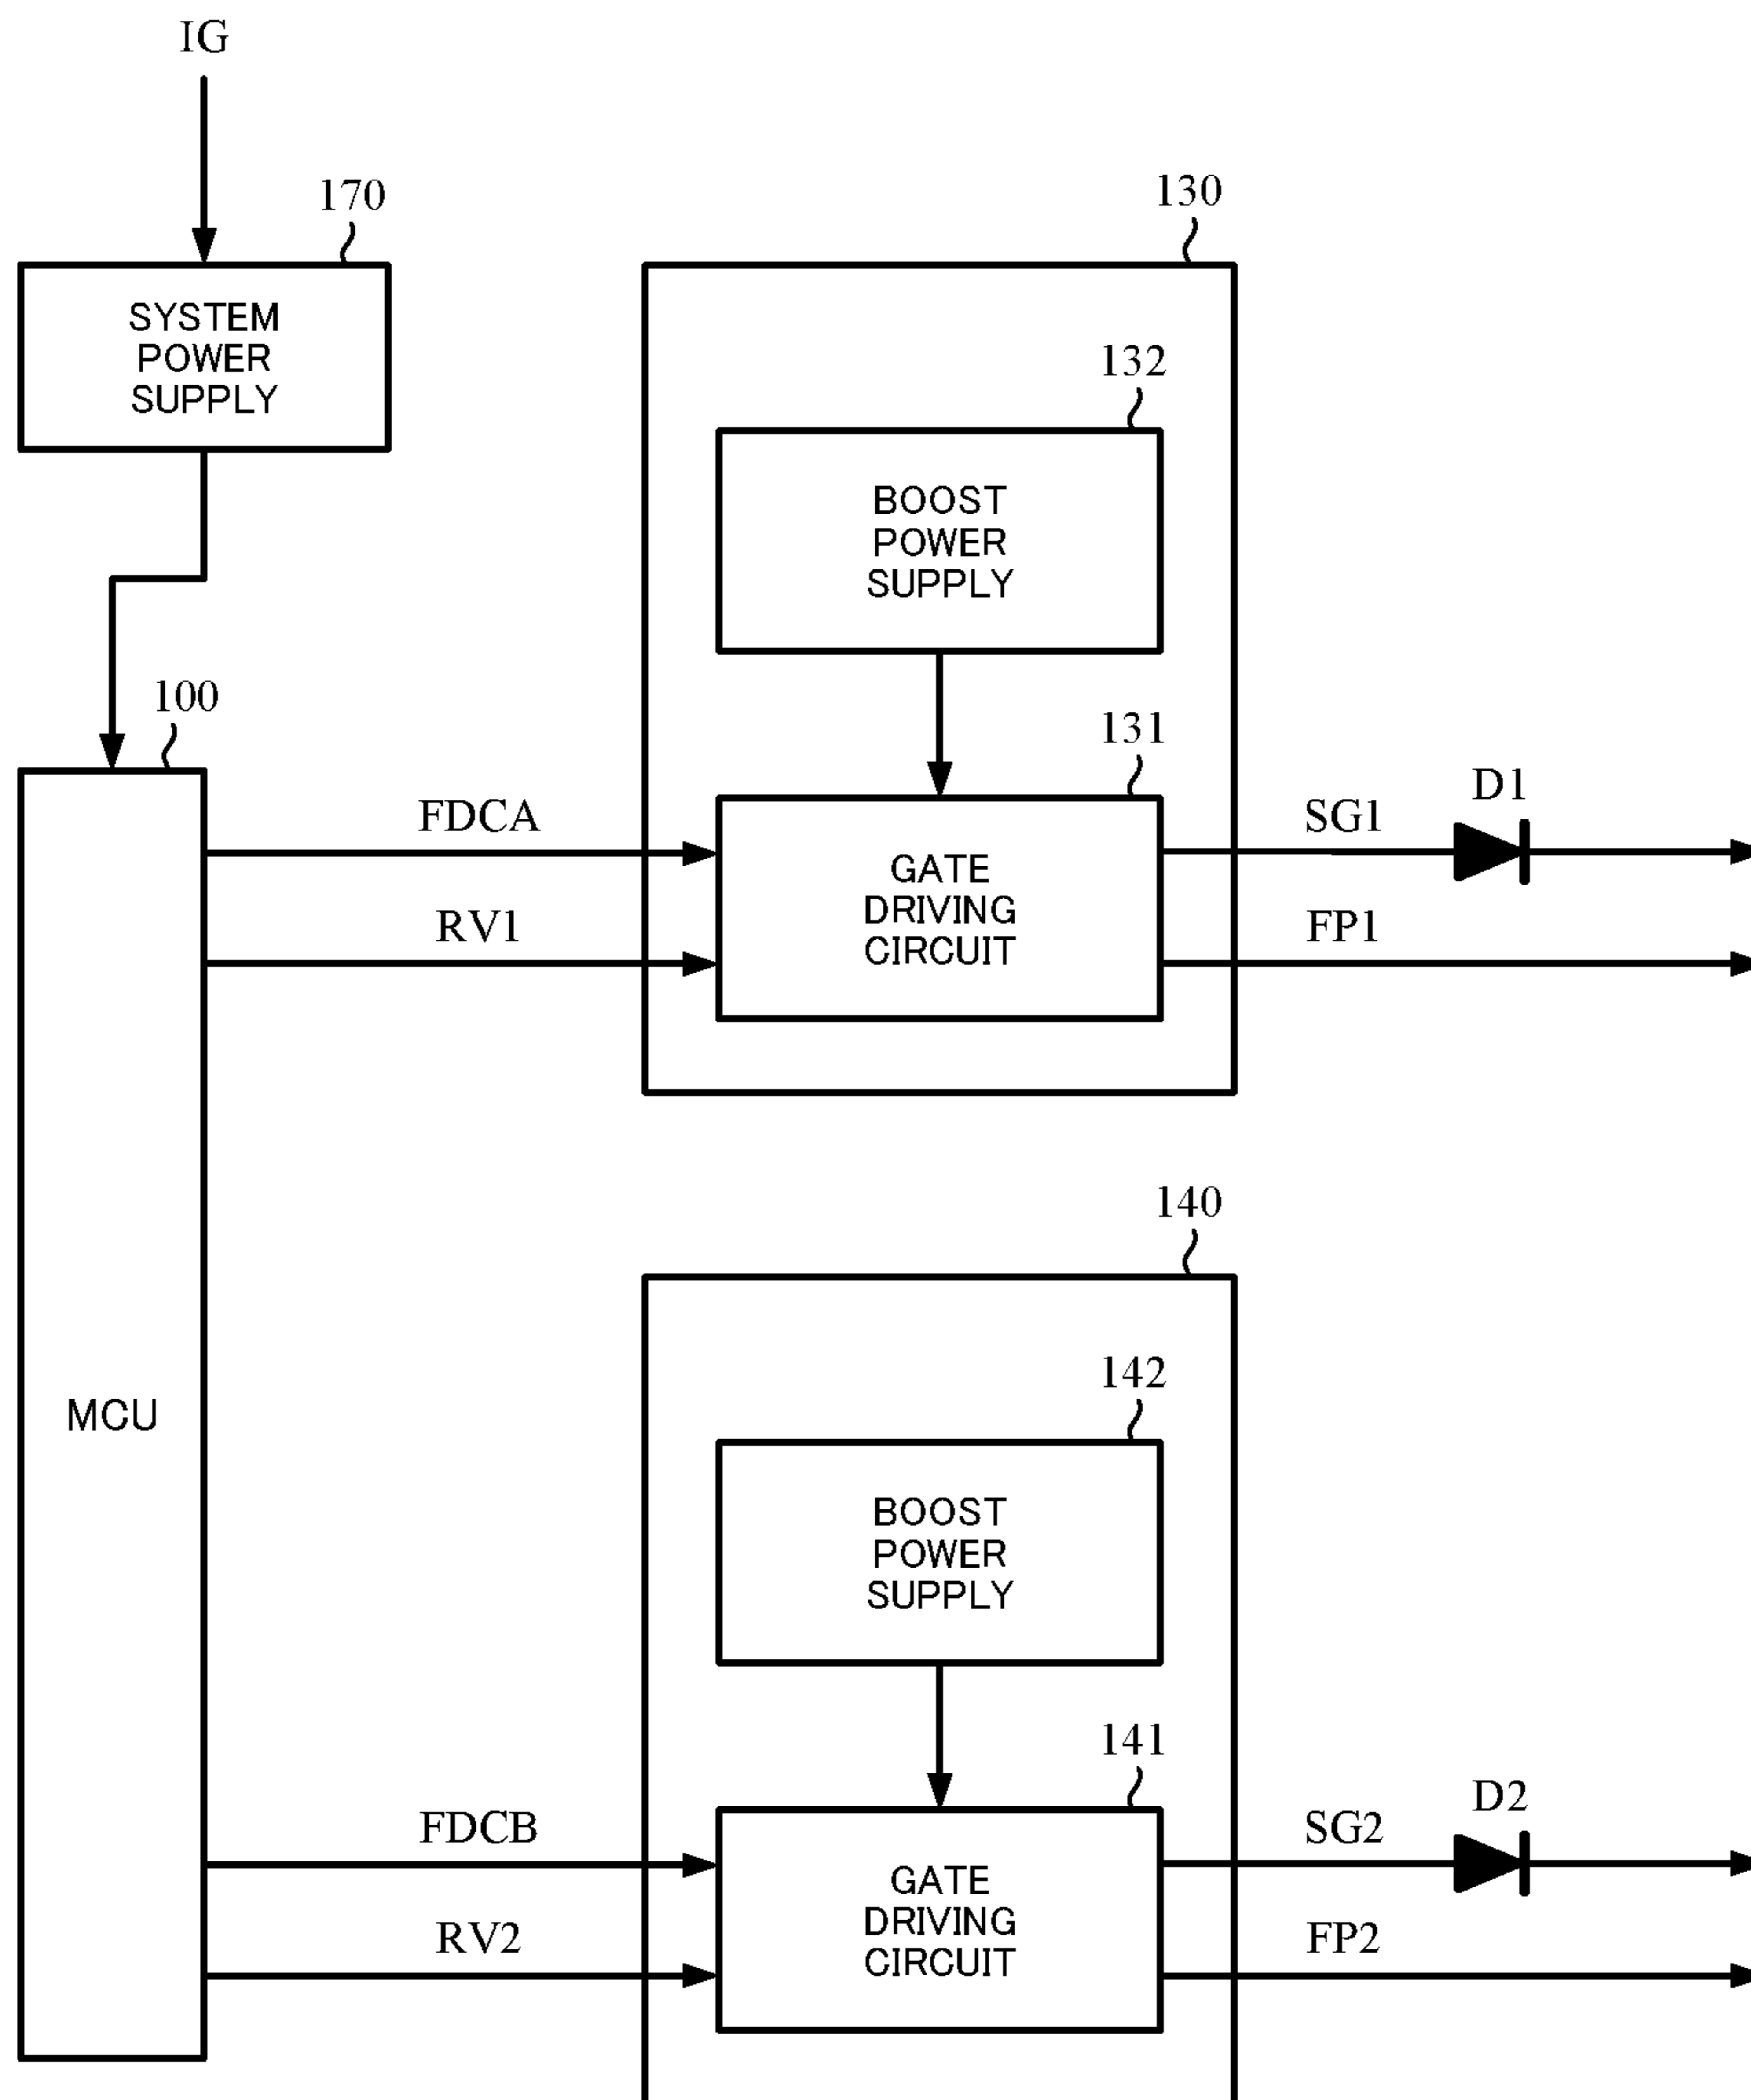 IG
170
SYSTEM
POWER
SUPPLY
130
132
BOOST
POWER
SUPPLY
100
MCU
FDCA
RV1
131
GATE
DRIVING
CIRCUIT
SG1
D1
FP1
140
142
BOOST
POWER
SUPPLY
FDCB
RV2
141
GATE
DRIVING
CIRCUIT
SG2
D2
FP2